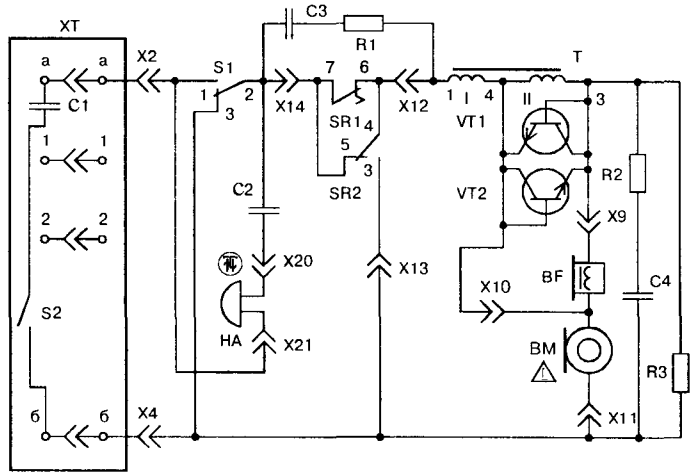 C3
XT
X2
R1
a a
S1
7 6
T
C1
1 2
3
X14
X12
1 I 4
II
3
SR1
VT1
1 1
5 4
3
SR2
VT2
R2
C2
2 2
X9
X20
X13
X10
BF
C4
S2
HA
X21
BM
R3
б б
X4
X11